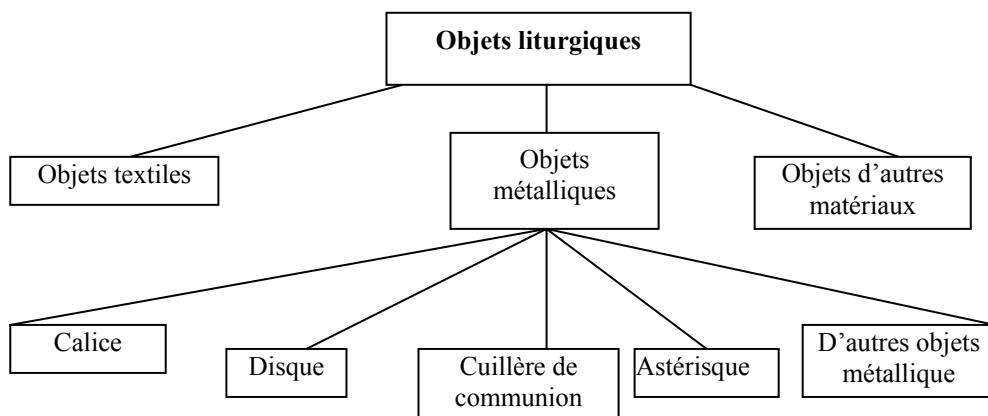 Objets liturgiques
Objets textiles
Objets
métalliques
Objets d’autres
matériaux
Calice
Disque
Cuillère de
communion
Astérisque
D’autres objets
métallique